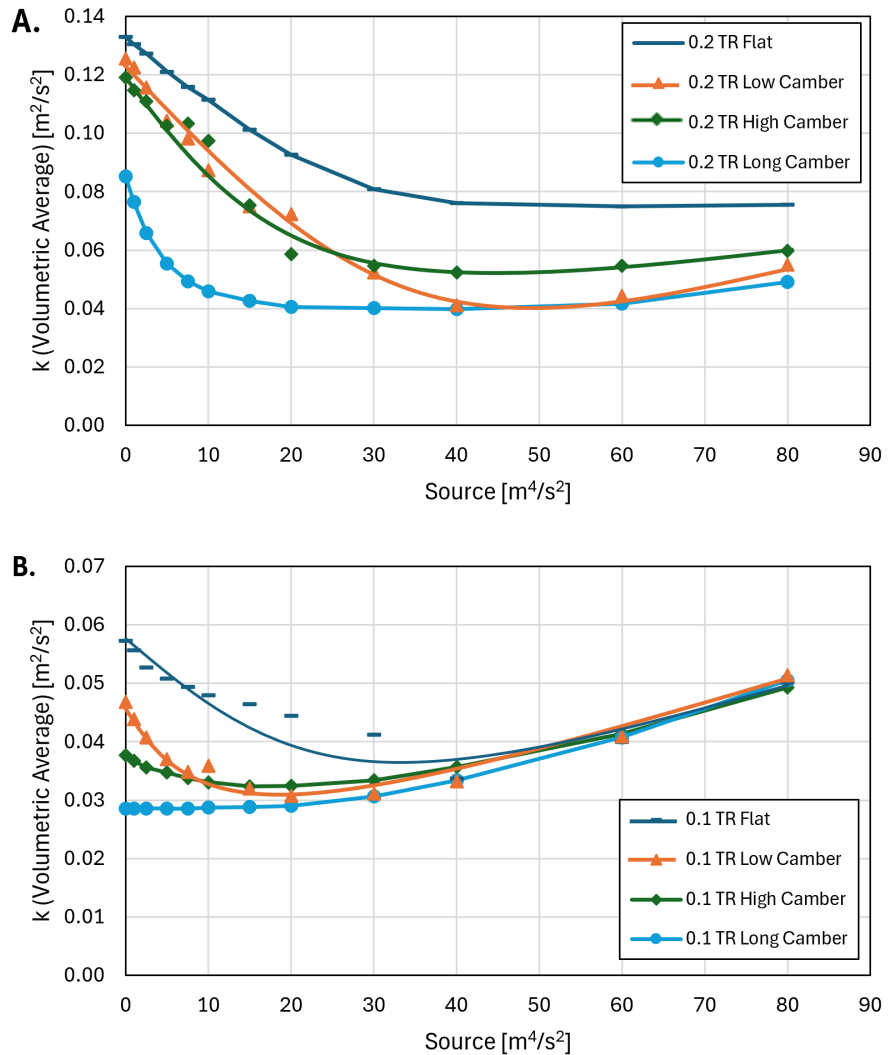 A.
0.14
0.12
0.10
0.08
0.06
0.04
0.02
0.00
k (Volumetric Average) [m²/s²]
0 10 20 30 40 50 60 70 80 90
Source [m⁴/s²]
0.2 TR Flat
0.2 TR Low Camber
0.2 TR High Camber
0.2 TR Long Camber
B.
0.07
0.06
0.05
0.04
0.03
0.02
0.01
0.00
k (Volumetric Average) [m²/s²]
0 10 20 30 40 50 60 70 80 90
Source [m⁴/s²]
0.1 TR Flat
0.1 TR Low Camber
0.1 TR High Camber
0.1 TR Long Camber